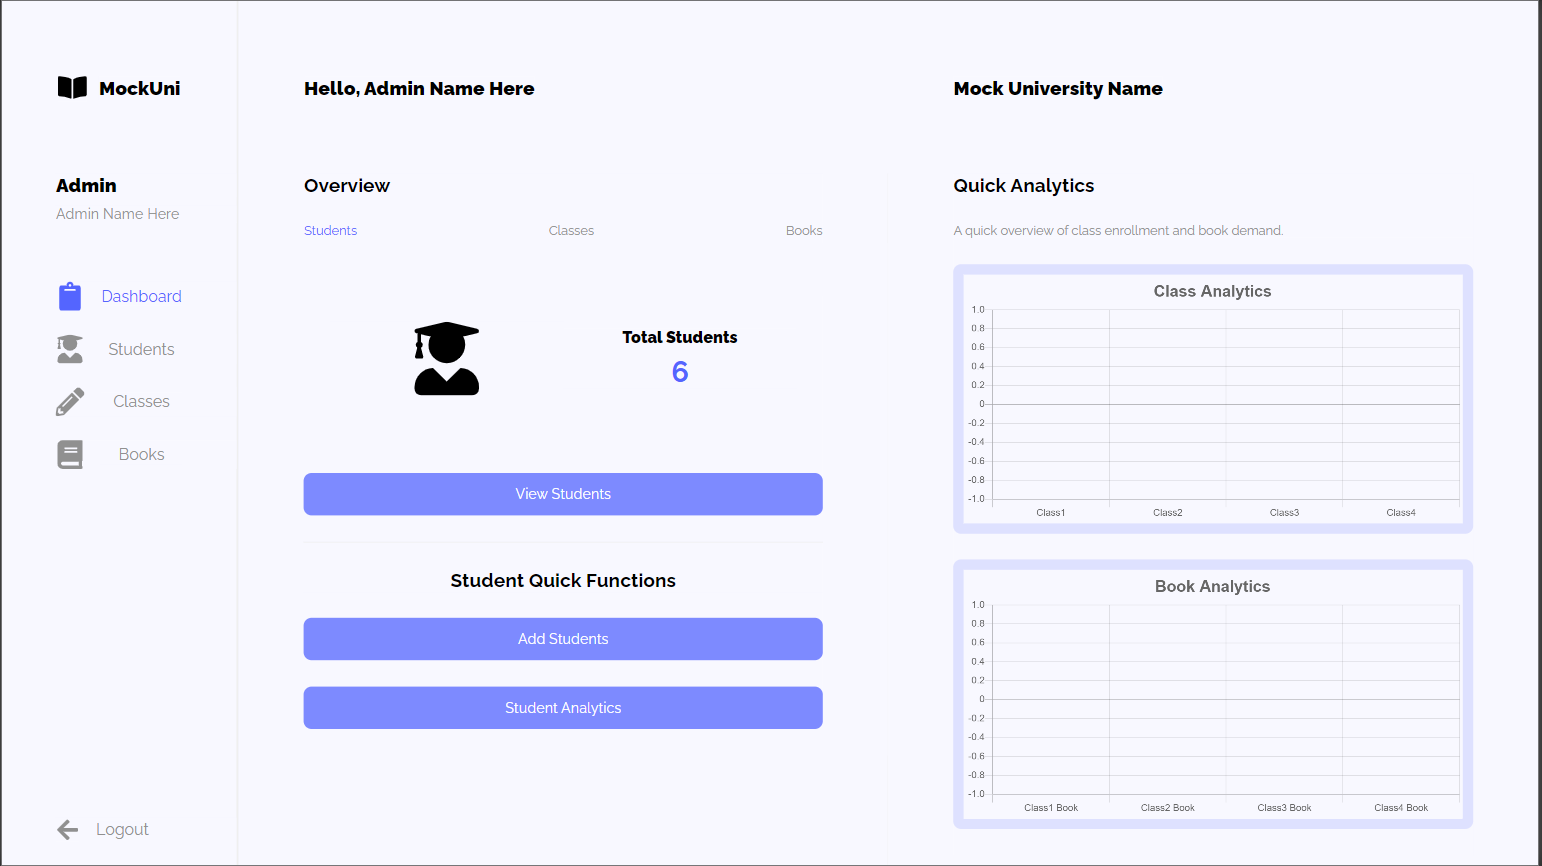 MockUni
Admin
Admin Name Here
Dashboard
Students
Classes
Books
Logout
Hello, Admin Name Here
Overview
Students Classes Books
Total Students
6
View Students
Student Quick Functions
Add Students
Student Analytics
Mock University Name
Quick Analytics
A quick overview of class enrollment and book demand.
Class Analytics
1.0
0.8
0.6
0.4
0.2
0
-0.2
-0.4
-0.6
-0.8
-1.0
Class1 Class2 Class3 Class4
Book Analytics
1.0
0.8
0.6
0.4
0.2
0
-0.2
-0.4
-0.6
-0.8
-1.0
Class1 Book Class2 Book Class3 Book Class4 Book